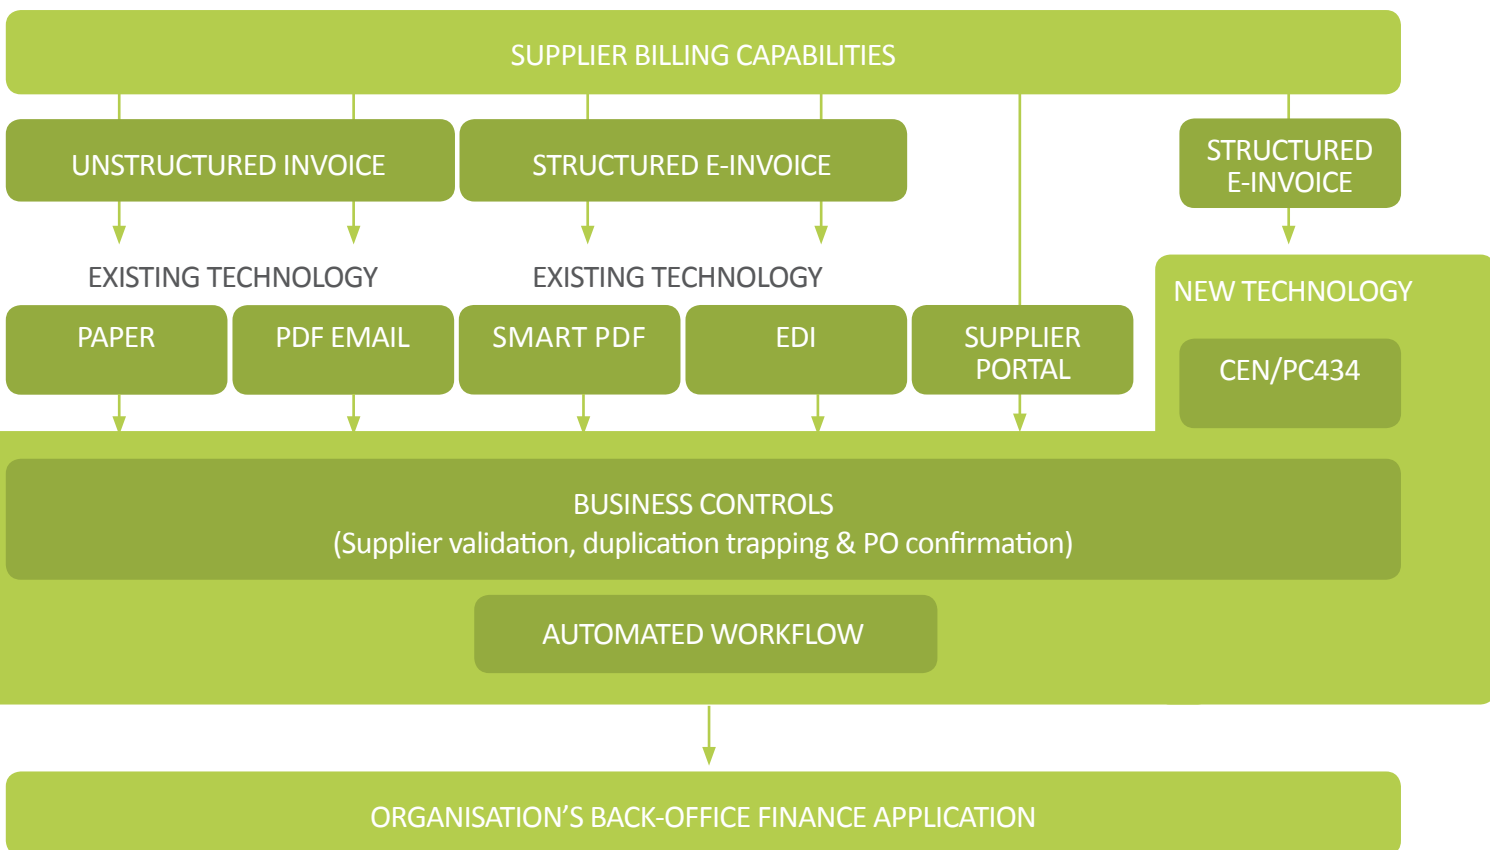 SUPPLIER BILLING CAPABILITIES
UNSTRUCTURED INVOICE
STRUCTURED E-INVOICE
STRUCTURED
E-INVOICE
EXISTING TECHNOLOGY
EXISTING TECHNOLOGY
NEW TECHNOLOGY
PAPER
PDF EMAIL
SMART PDF
EDI
SUPPLIER
PORTAL
CEN/PC434
BUSINESS CONTROLS
(Supplier validation, duplication trapping & PO confirmation)
AUTOMATED WORKFLOW
ORGANISATION’S BACK-OFFICE FINANCE APPLICATION